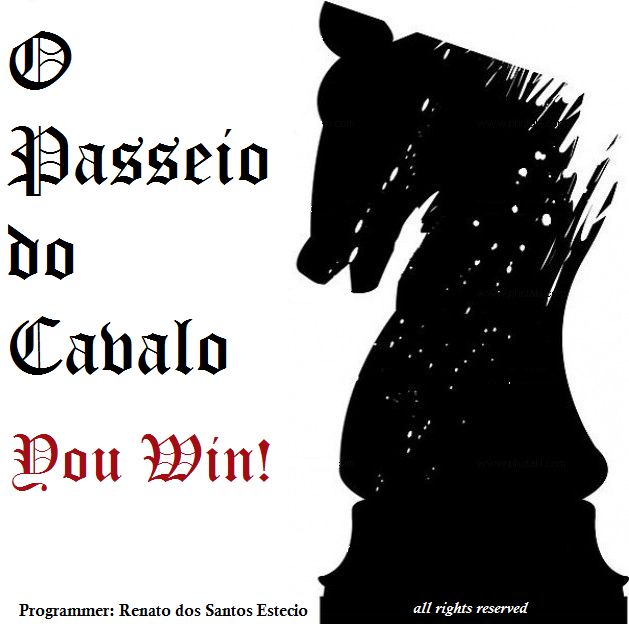 O
Passeio
do
Cavalo
You Win!
Programmer: Renato dos Santos Estecio
all rights reserved